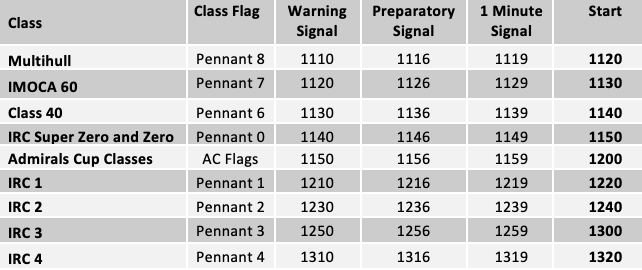 Class Class Flag Warning Signal Preparatory Signal 1 Minute Signal Start
Multihull Pennant 8 1110 1116 1119 1120
IMOCA 60 Pennant 7 1120 1126 1129 1130
Class 40 Pennant 6 1130 1136 1139 1140
IRC Super Zero and Zero Pennant 0 1140 1146 1149 1150
Admirals Cup Classes AC Flags 1150 1156 1159 1200
IRC 1 Pennant 1 1210 1216 1219 1220
IRC 2 Pennant 2 1230 1236 1239 1240
IRC 3 Pennant 3 1250 1256 1259 1300
IRC 4 Pennant 4 1310 1316 1319 1320